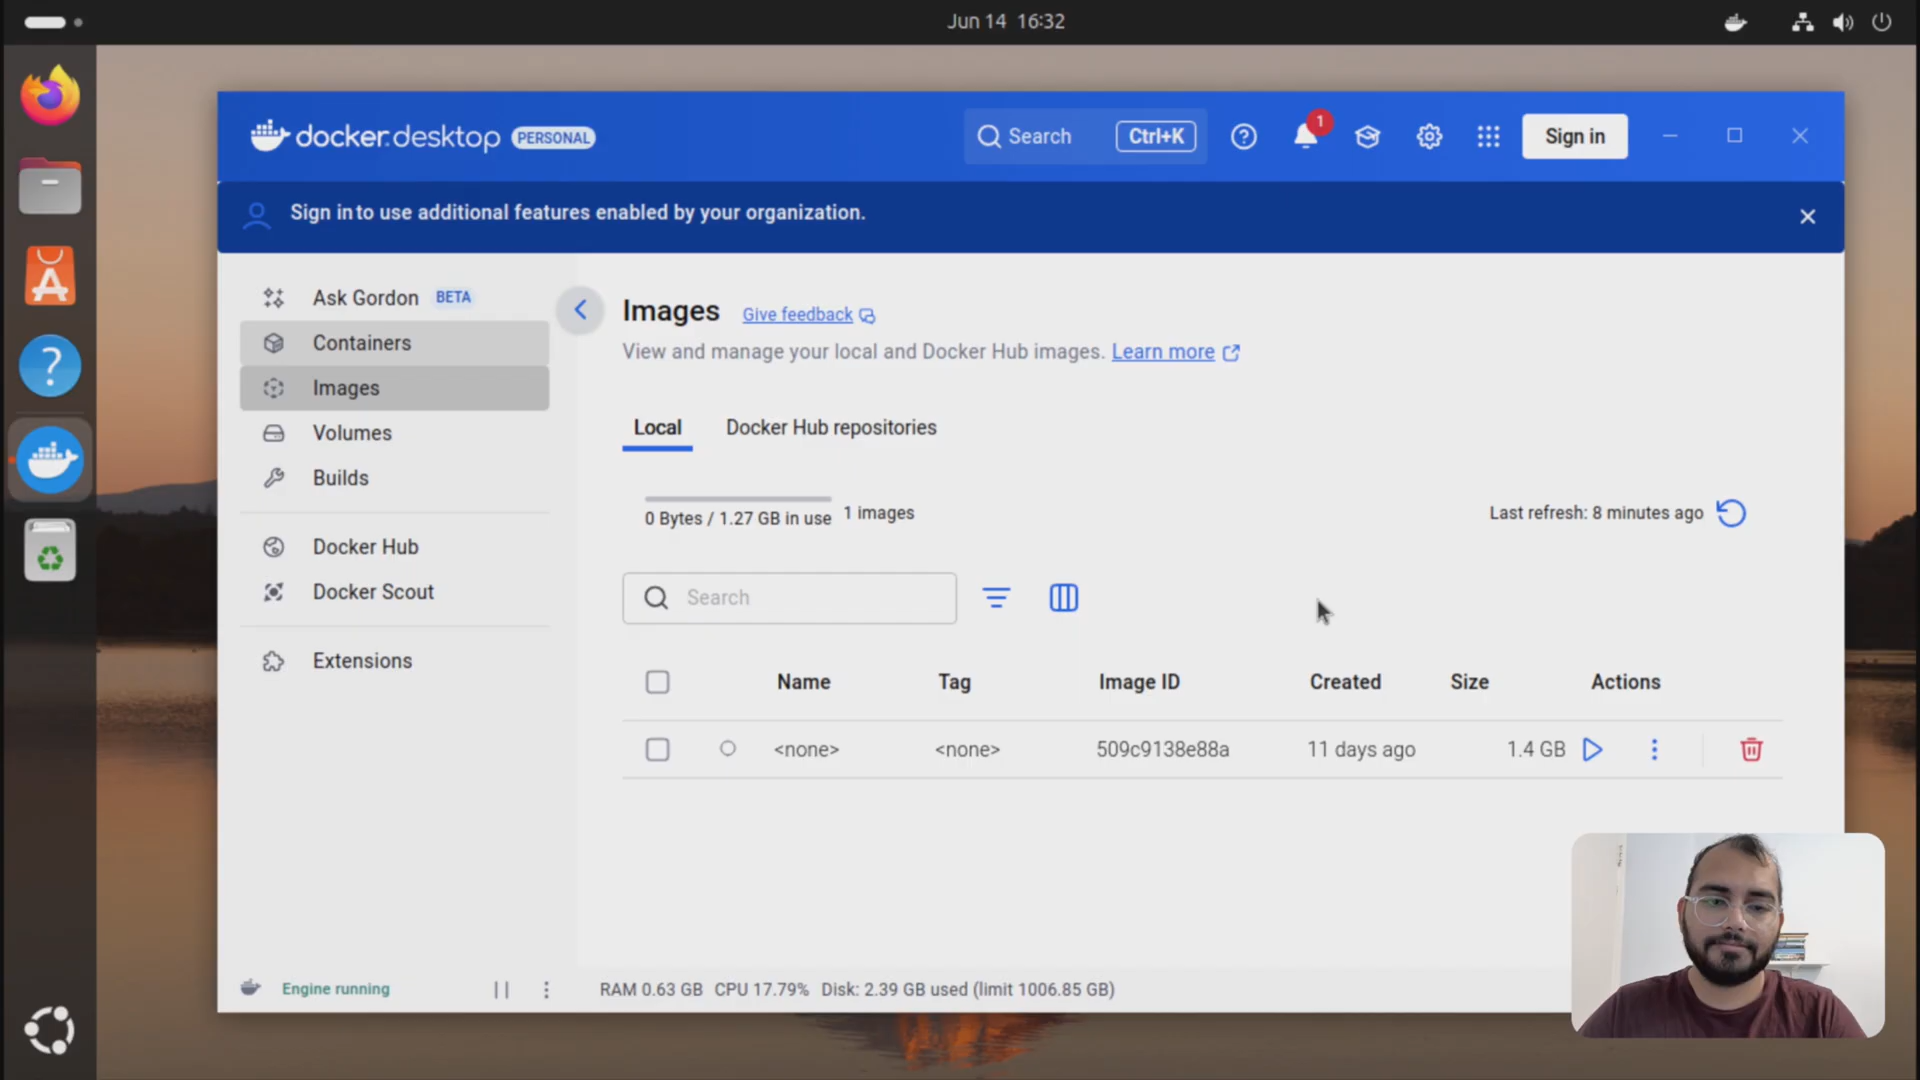 Jun 14 16:32
docker.desktop PERSONAL
Search Ctrl+K
1
Sign in
Sign in to use additional features enabled by your organization.
Ask Gordon BETA
Containers
Images
Volumes
Builds
Docker Hub
Docker Scout
Extensions
Images Give feedback
View and manage your local and Docker Hub images. Learn more
Local Docker Hub repositories
0 Bytes / 1.27 GB in use 1 images
Last refresh: 8 minutes ago
Search
Name Tag Image ID Created Size Actions
<none> <none> 509c9138e88a 11 days ago 1.4 GB
Engine running
RAM 0.63 GB CPU 17.79% Disk: 2.39 GB used (limit 1006.85 GB)